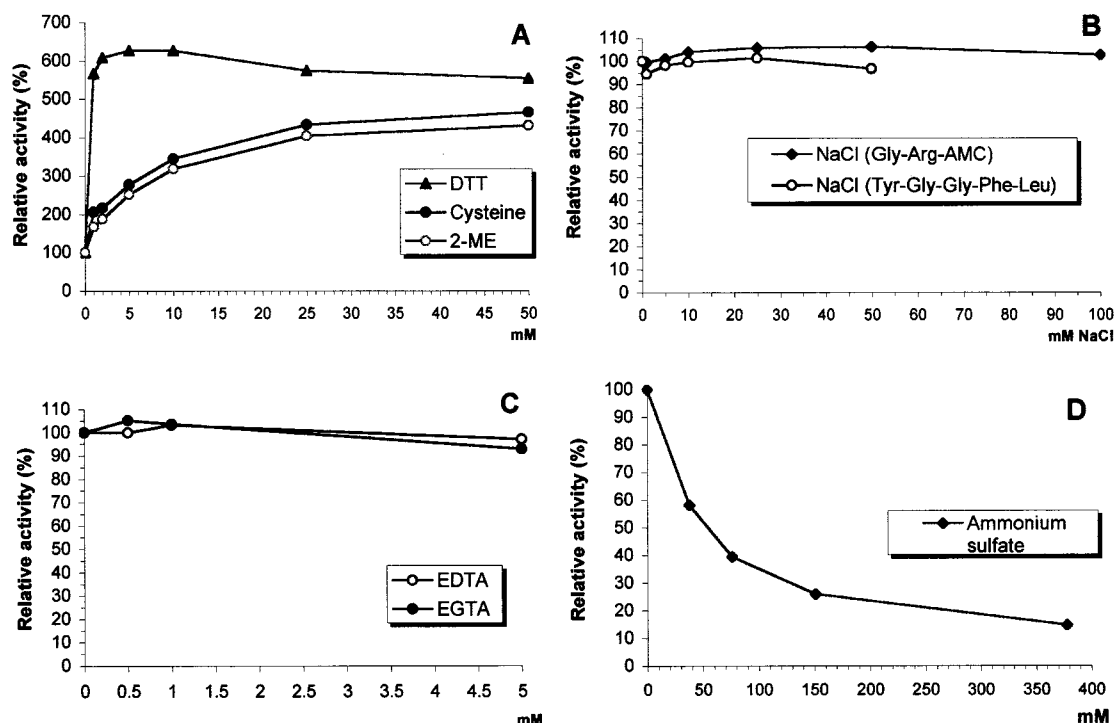 A
Relative activity (%)
700
600
500
400
300
200
100
0
DTT
Cysteine
2-ME
0 5 10 15 20 25 30 35 40 45 50
mM
B
Relative activity (%)
110
100
90
80
70
60
50
40
30
20
10
0
NaCl (Gly-Arg-AMC)
NaCl (Tyr-Gly-Gly-Phe-Leu)
0 10 20 30 40 50 60 70 80 90 100
mM NaCl
C
Relative activity (%)
110
100
90
80
70
60
50
40
30
20
10
0
EDTA
EGTA
0 0.5 1 1.5 2 2.5 3 3.5 4 4.5 5
mM
D
Relative activity (%)
100
90
80
70
60
50
40
30
20
10
0
Ammonium
sulfate
0 50 100 150 200 250 300 350 400
mM